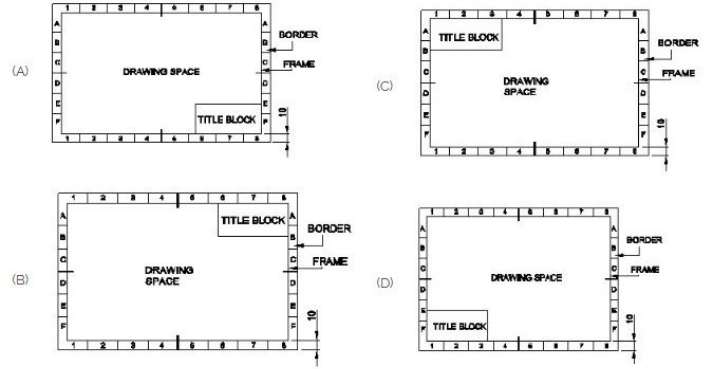 (A)
1 2 3 4 5 6 7 8
A A
B B
C C
D D
E E
F F
DRAWING SPACE
TITLE BLOCK
BORDER
FRAME
10
1 2 3 4 5 6 7 8
(C)
1 2 3 4 5 6 7 8
A A
B B
C C
D D
E E
F F
TITLE BLOCK
DRAWING
SPACE
BORDER
FRAME
10
1 2 3 4 5 6 7 8
(B)
1 2 3 4 5 6 7 8
A A
B B
C C
D D
E E
F F
TITLE BLOCK
DRAWING
SPACE
BORDER
FRAME
10
1 2 3 4 5 6 7 8
(D)
1 2 3 4 5 6 7 8
A A
B B
C C
D D
E E
F F
DRAWING SPACE
TITLE BLOCK
BORDER
FRAME
10
1 2 3 4 5 6 7 8